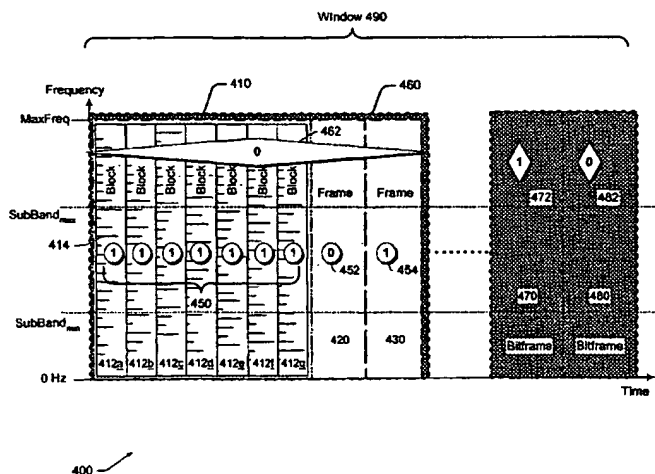 Window 490
Frequency
410
460
MaxFreq
462
0
Block Block Block Block Block Block Block
Frame Frame
1 0
472 482
SubBand
414
1 1 1 1 1 1 1 0 1
452 454
450
SubBand
470 480
420 430
Bitframe Bitframe
412a 412b 412c 412d 412e 412f 412g
0 Hz
Time
400